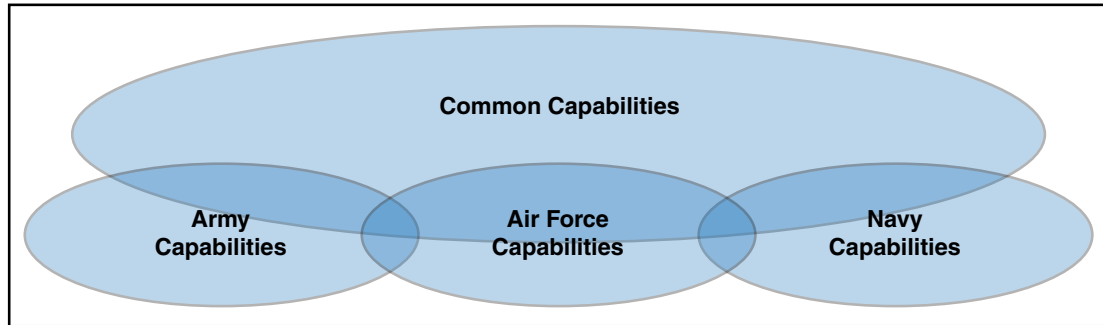 Common Capabilities
Army
Capabilities
Air Force
Capabilities
Navy
Capabilities